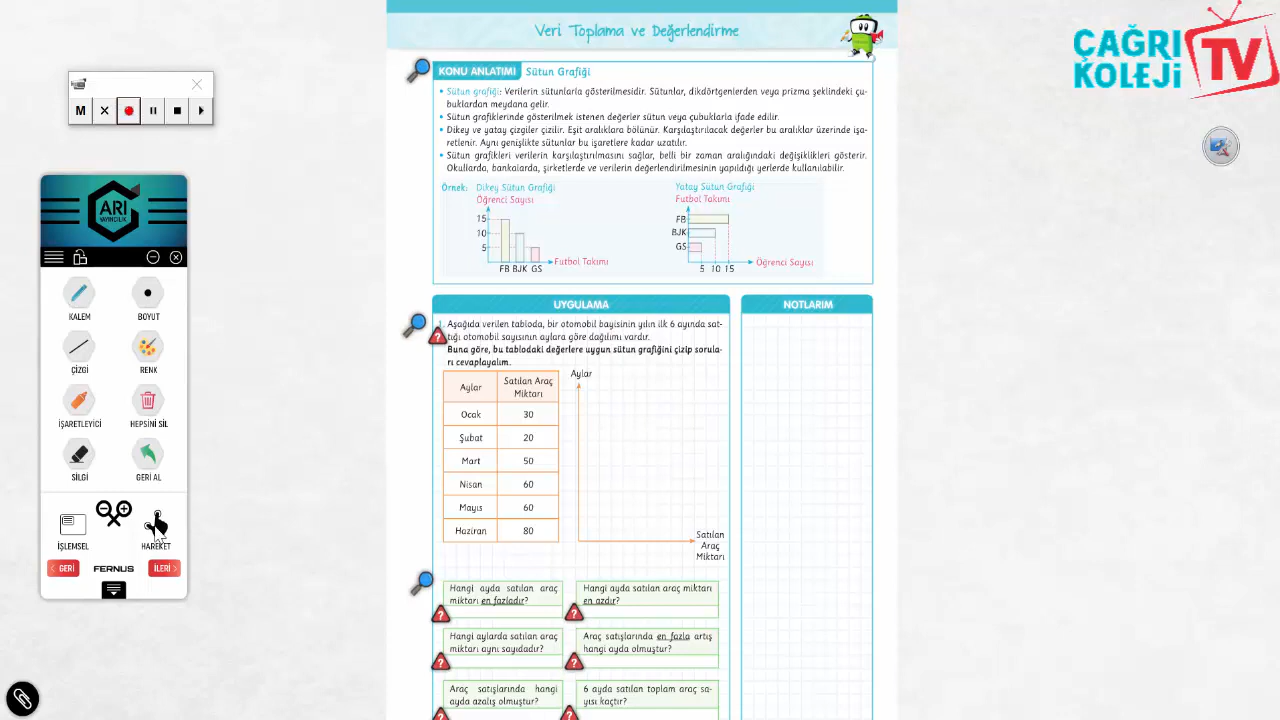 Veri Toplama ve Değerlendirme
ÇAĞRI
KOLEJİ
TV
KONU ANLATIMI Sütun Grafiği
• Sütun grafiği: Verilerin sütunlarla gösterilmesidir. Sütunlar, dikdörtgenlerden veya prizma şeklindeki çu-
buklardan meydana gelir.
• Sütun grafiklerinde gösterilmek istenen değerler sütun veya çubuklarla ifade edilir.
• Dikey ve yatay çizgiler çizilir. Eşit aralıklara bölünür. Karşılaştırılacak değerler bu aralıklar üzerinde işa-
retlenir. Aynı genişlikte sütunlar bu işaretlere kadar uzatılır.
• Sütun grafikleri verilerin karşılaştırılmasını sağlar, belli bir zaman aralığındaki değişiklikleri gösterir.
Okullarda, bankalarda, şirketlerde ve verilerin değerlendirilmesinin yapıldığı yerlerde kullanılabilir.
Örnek: Dikey Sütun Grafiği
Öğrenci Sayısı
15
10
5
FB BJK GS
Futbol Takımı
Yatay Sütun Grafiği
Futbol Takımı
FB
BJK
GS
5 10 15
Öğrenci Sayısı
UYGULAMA
NOTLARIM
1. Aşağıda verilen tabloda, bir otomobil bayisinin yılın ilk 6 ayında sat-
tığı otomobil sayısının aylara göre dağılımı vardır.
Buna göre, bu tablodaki değerlere uygun sütun grafiğini çizip sorula-
rı cevaplayalım.
Aylar Satılan Araç Miktarı
Ocak 30
Şubat 20
Mart 50
Nisan 60
Mayıs 60
Haziran 80
Aylar
Satılan
Araç
Miktarı
Hangi ayda satılan araç
miktarı en fazladır?
Hangi ayda satılan araç miktarı
en azdır?
Hangi aylarda satılan araç
miktarı aynı sayıdadır?
Araç satışlarında en fazla artış
hangi ayda olmuştur?
Araç satışlarında hangi
ayda azalış olmuştur?
6 ayda satılan toplam araç sa-
yısı kaçtır?
?
?
?
?
?
?
?
M
ARI
YAYINCILIK
KALEM
BOYUT
ÇİZGİ
RENK
İŞARETLEYİCİ
HEPSİNİ SİL
SİLGİ
GERİ AL
İŞLEMSEL
HAREKET
GERİ
FERNUS
İLERİ